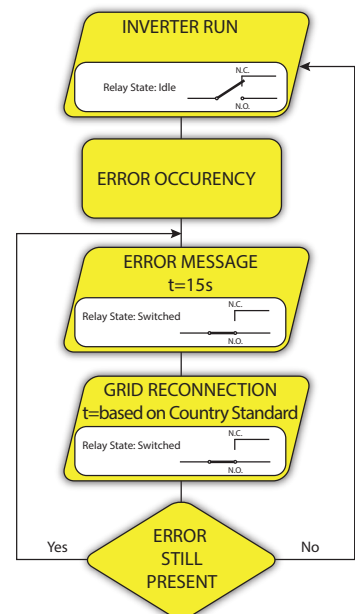 INVERTER RUN
N.C.
Relay State: Idle
N.O.
ERROR OCCURENCY
ERROR MESSAGE
t=15s
N.C.
Relay State: Switched
N.O.
GRID RECONNECTION
t=based on Country Standard
N.C.
Relay State: Switched
N.O.
Yes
ERROR
STILL
PRESENT
No